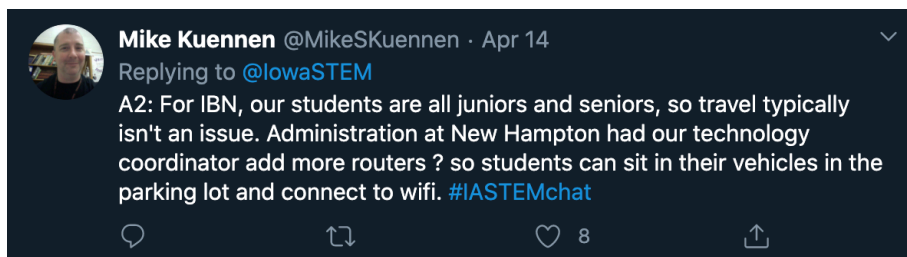 Mike Kuennen @MikeSKuennen · Apr 14
Replying to @IowaSTEM
A2: For IBN, our students are all juniors and seniors, so travel typically
isn't an issue. Administration at New Hampton had our technology
coordinator add more routers ? so students can sit in their vehicles in the
parking lot and connect to wifi. #IASTEMchat
8